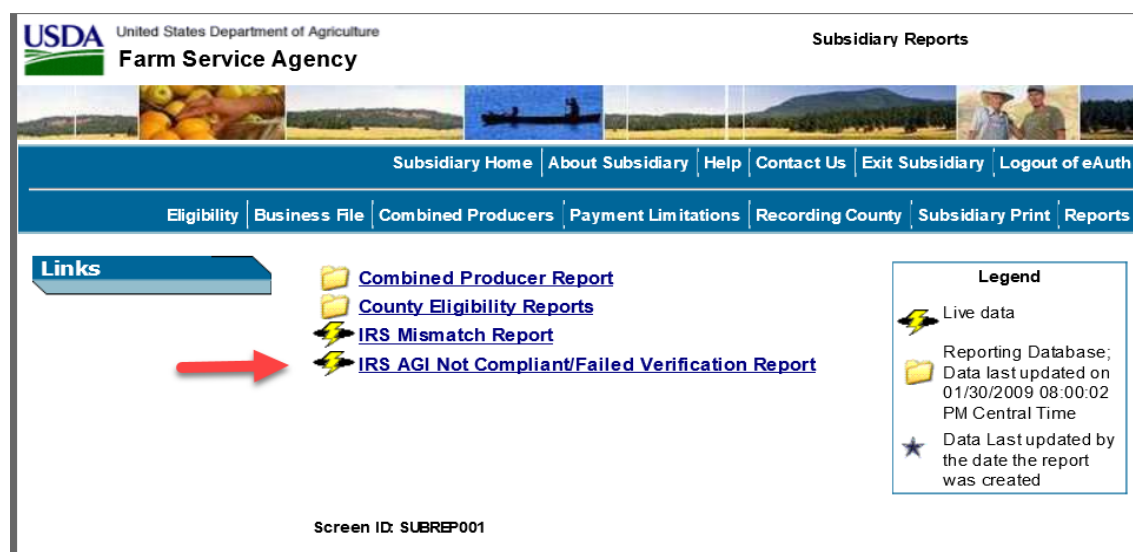 USDA United States Department of Agriculture
Farm Service Agency
Subsidiary Reports
Subsidiary Home About Subsidiary Help Contact Us Exit Subsidiary Logout of eAuth
Eligibility Business File Combined Producers Payment Limitations Recording County Subsidiary Print Reports
Links
Combined Producer Report
County Eligibility Reports
IRS Mismatch Report
IRS AGI Not Compliant/Failed Verification Report
Legend
Live data
Reporting Database;
Data last updated on
01/30/2009 08:00:02
PM Central Time
Data Last updated by
the date the report
was created
Screen ID: SUBREP001